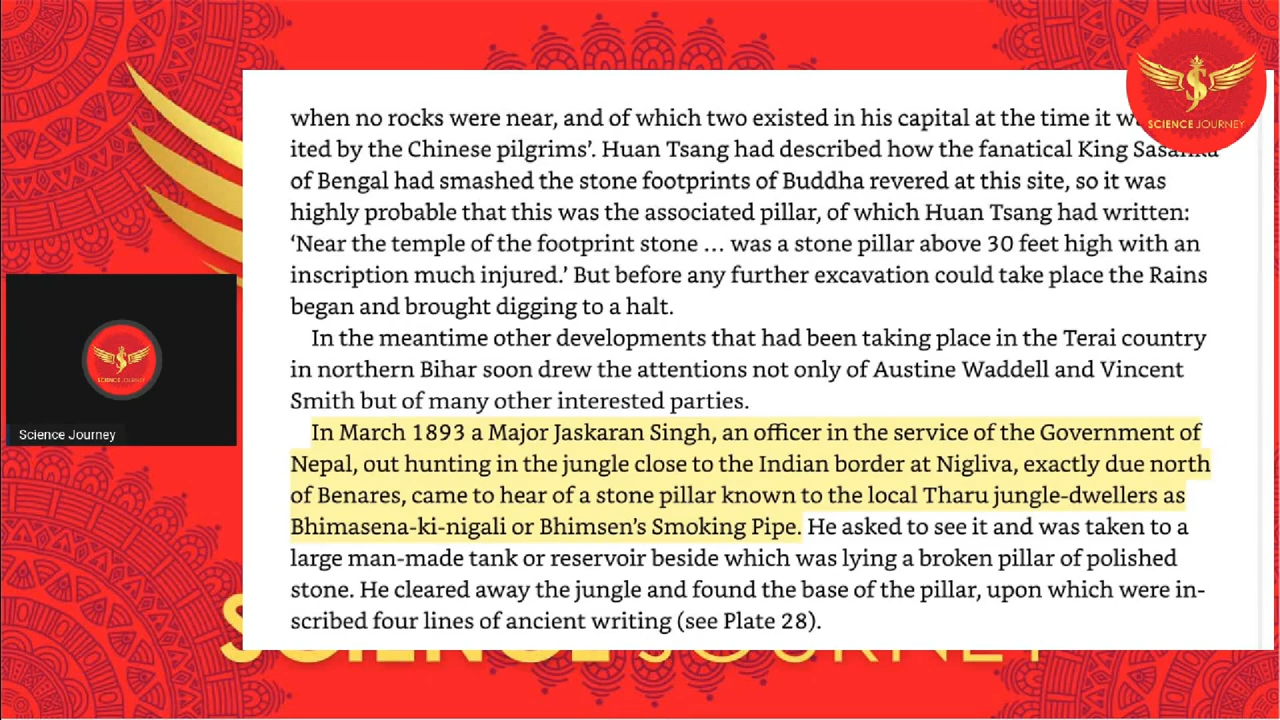 when no rocks were near, and of which two existed in his capital at the time it
ited by the Chinese pilgrims’. Huan Tsang had described how the fanatical King Sasanka
of Bengal had smashed the stone footprints of Buddha revered at this site, so it was
highly probable that this was the associated pillar, of which Huan Tsang had written:
‘Near the temple of the footprint stone … was a stone pillar above 30 feet high with an
inscription much injured.’ But before any further excavation could take place the Rains
began and brought digging to a halt.
In the meantime other developments that had been taking place in the Terai country
in northern Bihar soon drew the attentions not only of Austine Waddell and Vincent
Smith but of many other interested parties.
In March 1893 a Major Jaskaran Singh, an officer in the service of the Government of
Nepal, out hunting in the jungle close to the Indian border at Nigliva, exactly due north
of Benares, came to hear of a stone pillar known to the local Tharu jungle-dwellers as
Bhimasena-ki-nigali or Bhimsen’s Smoking Pipe. He asked to see it and was taken to a
large man-made tank or reservoir beside which was lying a broken pillar of polished
stone. He cleared away the jungle and found the base of the pillar, upon which were in-
scribed four lines of ancient writing (see Plate 28).
SCIENCE JOURNEY
SCIENCE JOURNEY
Science Journey
SCIENCE JOURNEY